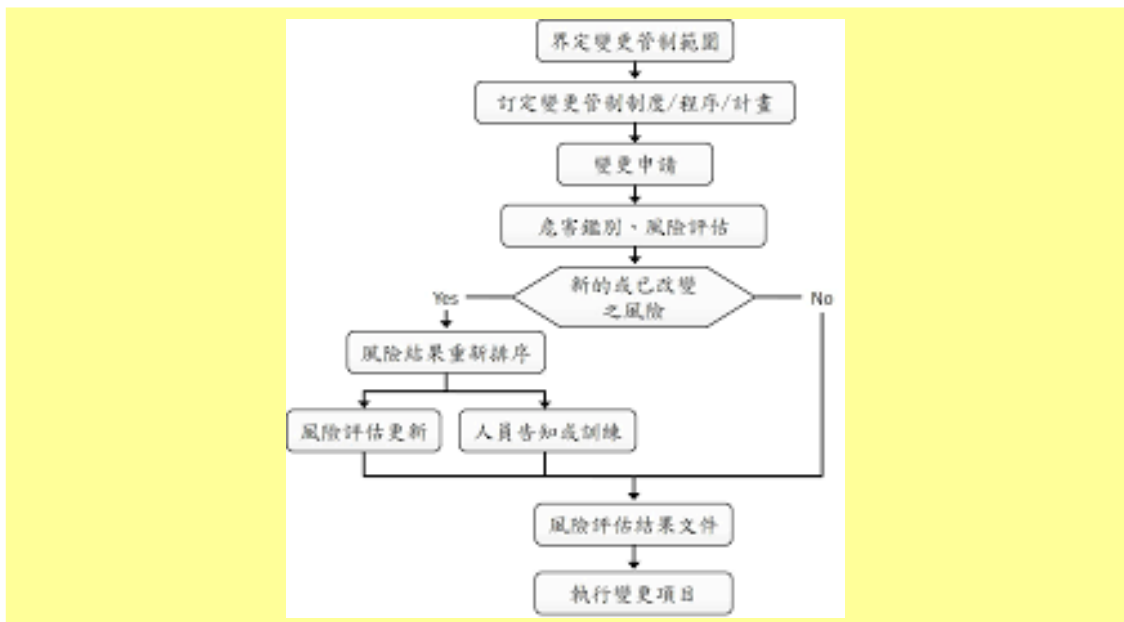 界定變更管制範圍
訂定變更管制制度/程序/計畫
變更申請
危害鑑別、風險評估
新的或已改變
之風險
Yes
No
風險結果重新排序
風險評估更新
人員告知或訓練
風險評估結果文件
執行變更項目